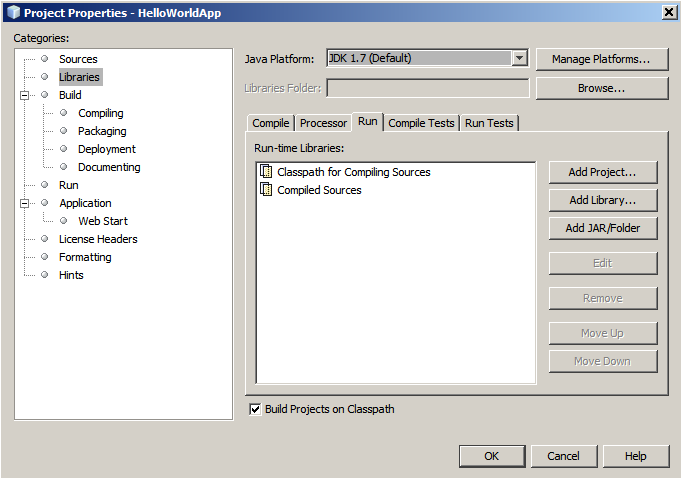 Project Properties - HelloWorldApp
Categories:
Sources
Libraries
Build
Compiling
Packaging
Deployment
Documenting
Run
Application
Web Start
License Headers
Formatting
Hints
Java Platform: JDK 1.7 (Default) Manage Platforms...
Libraries Folder: Browse...
Compile Processor Run Compile Tests Run Tests
Run-time Libraries:
Classpath for Compiling Sources
Compiled Sources
Add Project...
Add Library...
Add JAR/Folder
Edit
Remove
Move Up
Move Down
Build Projects on Classpath
OK Cancel Help